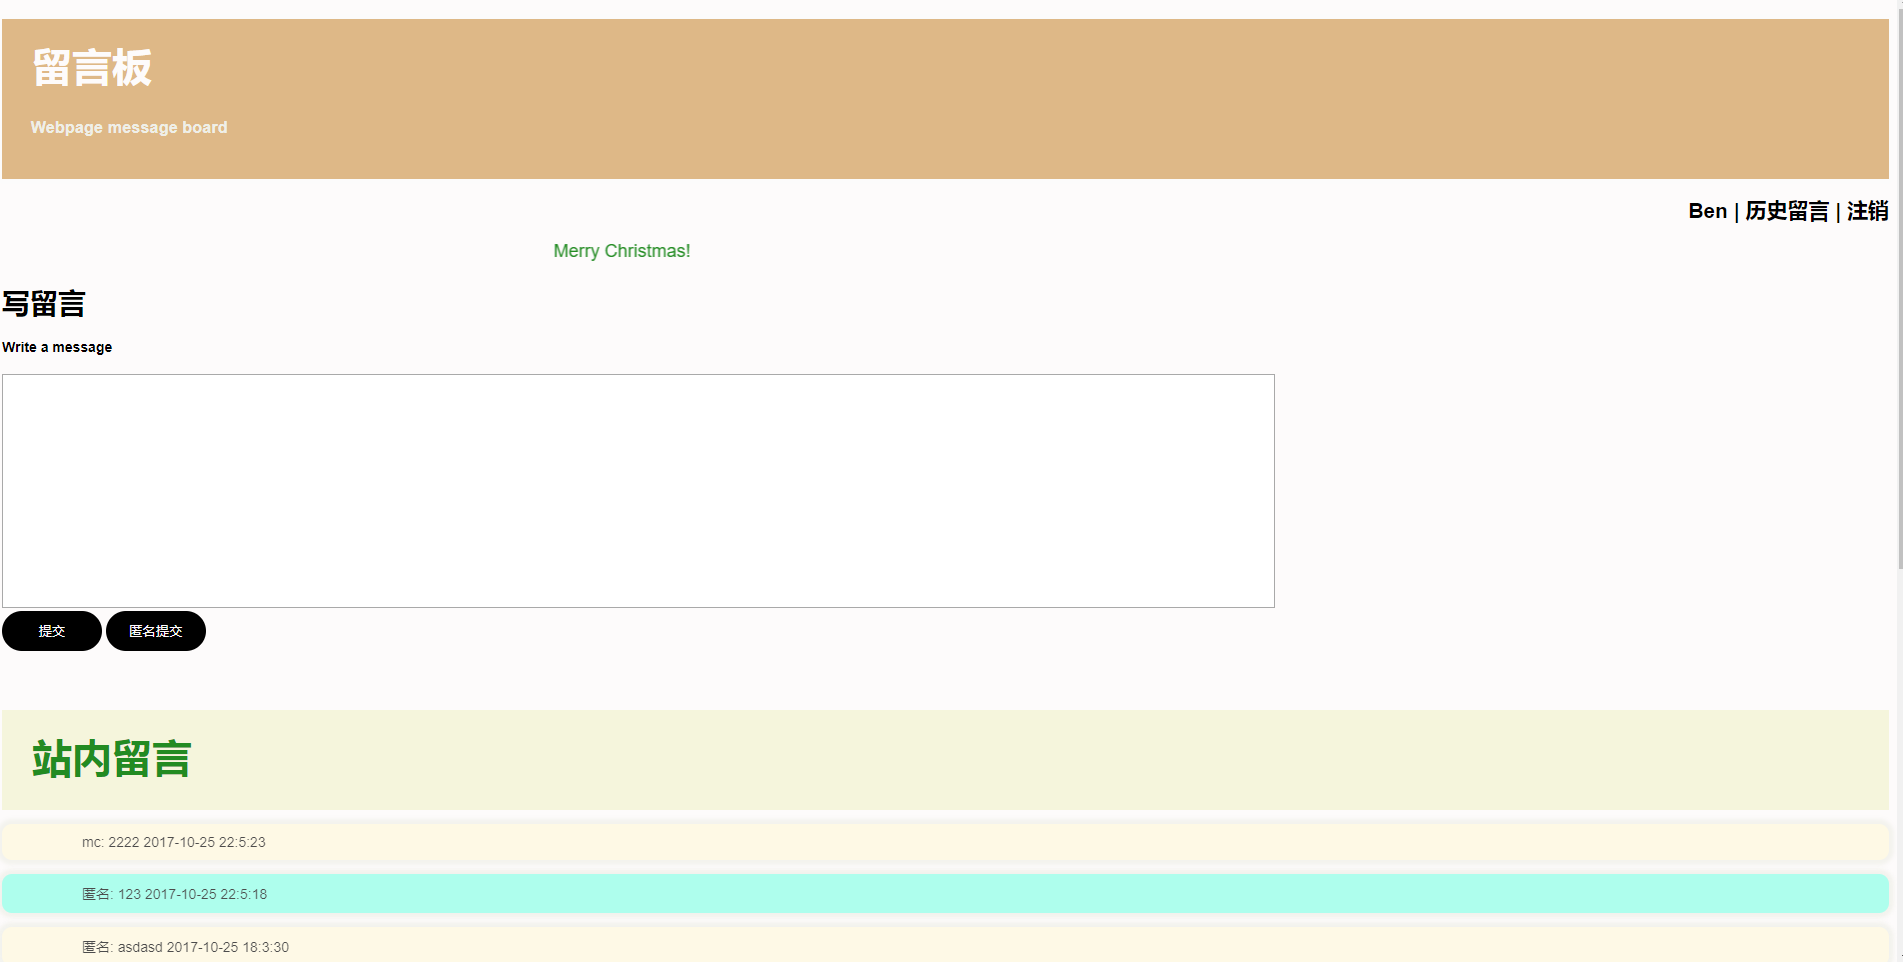 留言板
Webpage message board
Ben | 历史留言 | 注销
Merry Christmas!
写留言
Write a message
提交 匿名提交
站内留言
mc: 2222 2017-10-25 22:5:23
匿名: 123 2017-10-25 22:5:18
匿名: asdasd 2017-10-25 18:3:30